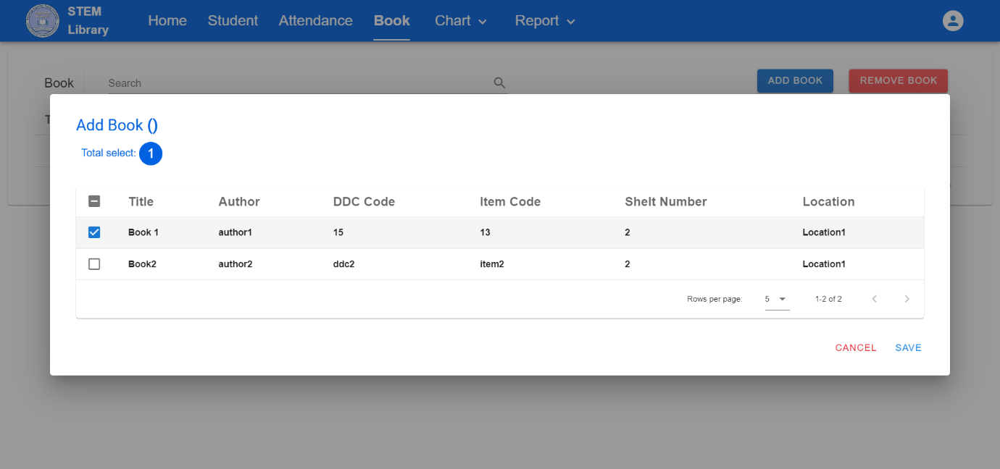 STEM
Library
Home Student Attendance Book Chart Report
Book Search ADD BOOK REMOVE BOOK
T
Add Book ()
Total select: 1
Title Author DDC Code Item Code Shelt Number Location
Book 1 author1 15 13 2 Location1
Book2 author2 ddc2 item2 2 Location1
Rows per page: 5 1-2 of 2
CANCEL SAVE